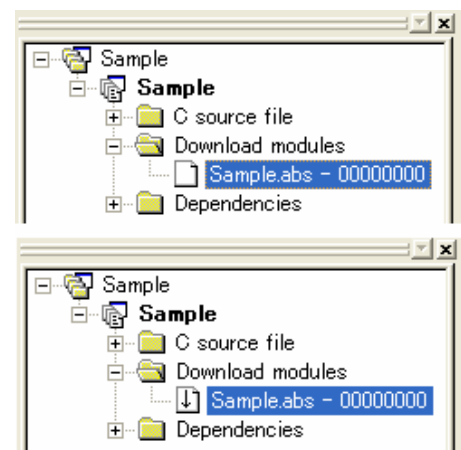 Sample
Sample
C source file
Download modules
Sample.abs - 00000000
Dependencies
Sample
Sample
C source file
Download modules
Sample.abs - 00000000
Dependencies